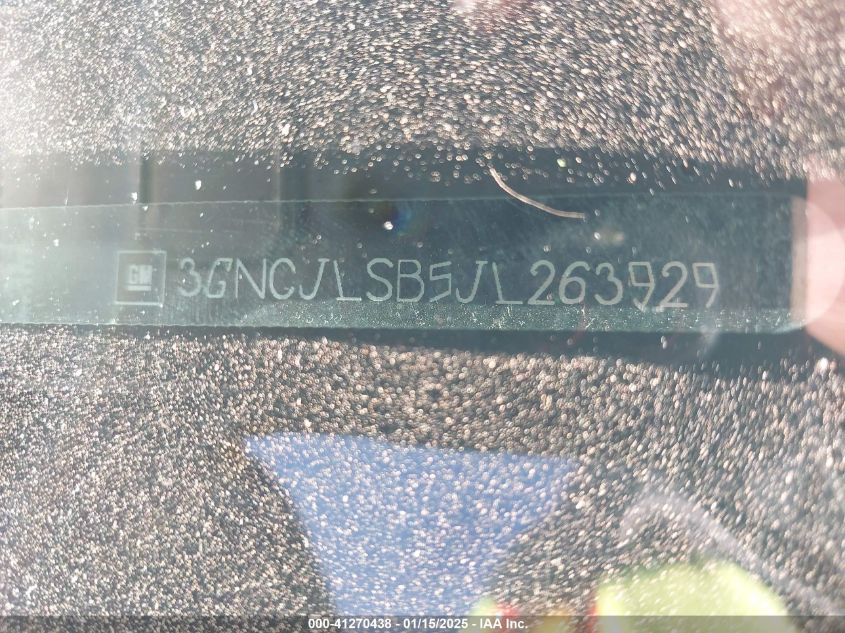 GM 3GNCJLSB5JL263929
000-41270438 - 01/15/2025 - IAA Inc.